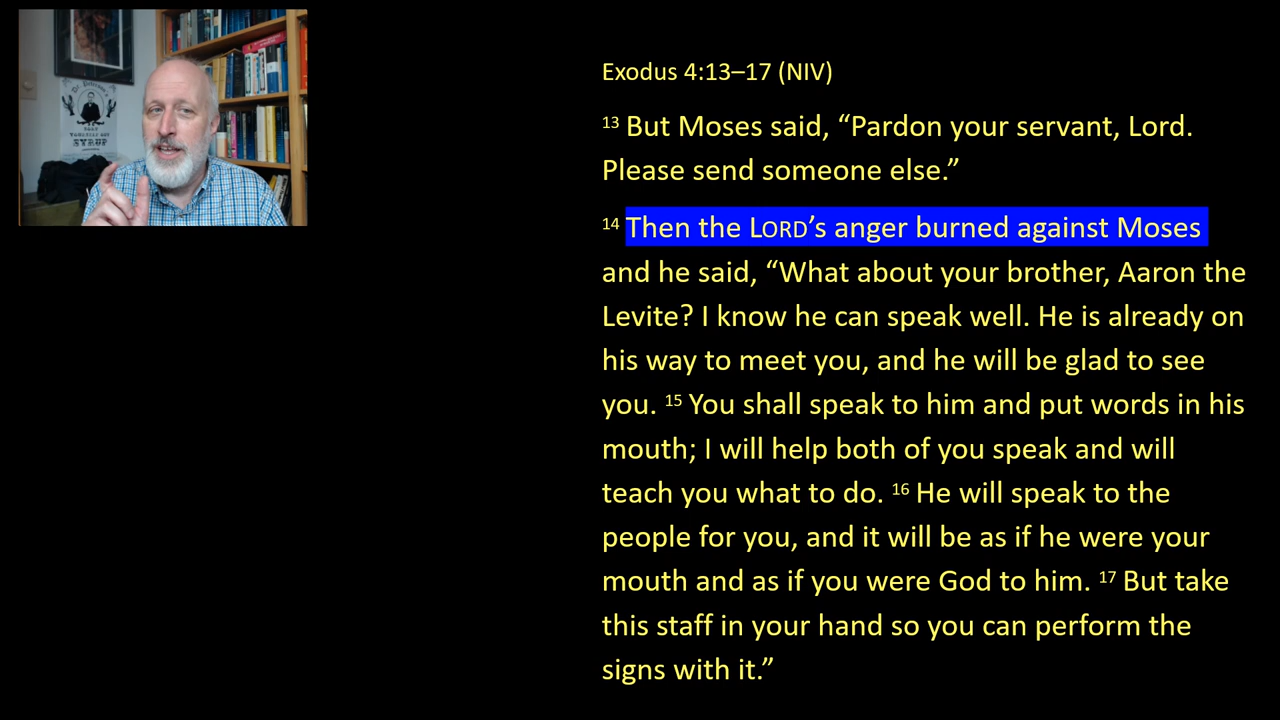 Exodus 4:13–17 (NIV)
13 But Moses said, “Pardon your servant, Lord.
Please send someone else.”
14 Then the LORD’s anger burned against Moses
and he said, “What about your brother, Aaron the
Levite? I know he can speak well. He is already on
his way to meet you, and he will be glad to see
you. 15 You shall speak to him and put words in his
mouth; I will help both of you speak and will
teach you what to do. 16 He will speak to the
people for you, and it will be as if he were your
mouth and as if you were God to him. 17 But take
this staff in your hand so you can perform the
signs with it.”
SYRUP